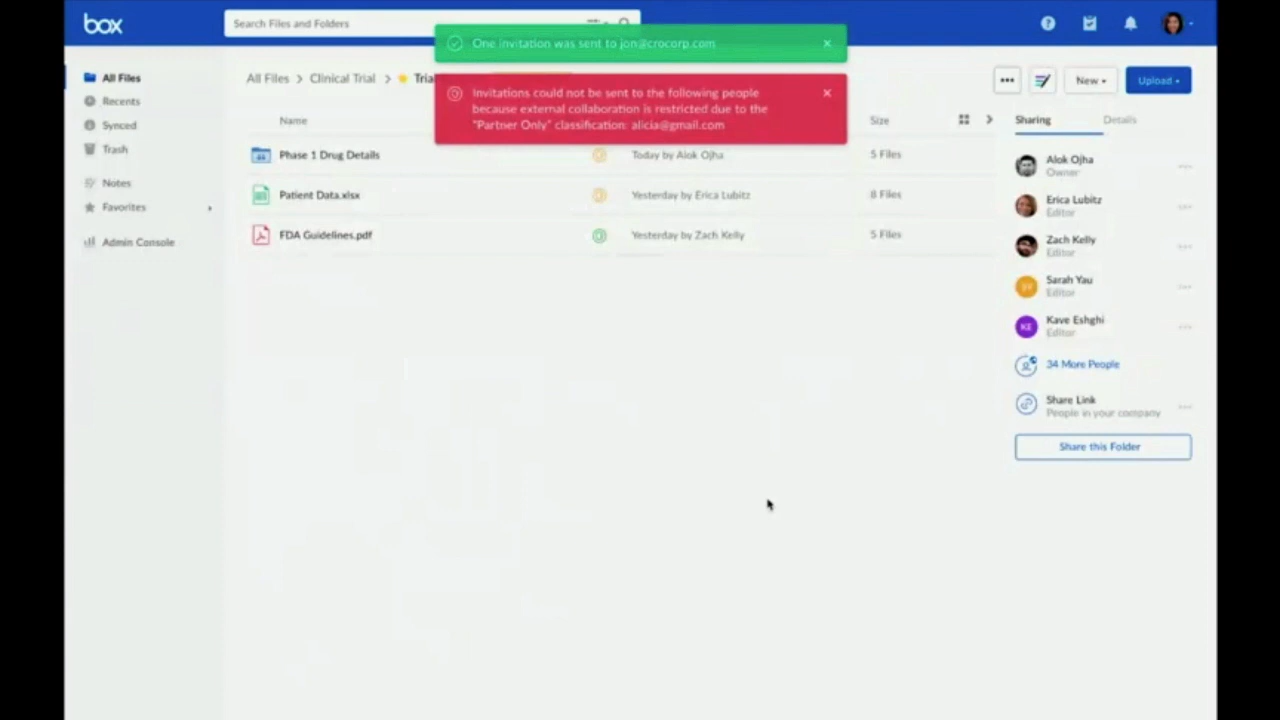 box
Search Files and Folders
One invitation was sent to jon@crocorp.com
Invitations could not be sent to the following people
because external collaboration is restricted due to the
"Partner Only" classification: alicia@gmail.com
All Files
Recents
Synced
Trash
Notes
Favorites
Admin Console
All Files > Clinical Trial > Tria
New
Upload
Name
Size
Phase 1 Drug Details
Today by Alok Ojha
5 Files
Patient Data.xlsx
Yesterday by Erica Lubitz
8 Files
FDA Guidelines.pdf
Yesterday by Zach Kelly
5 Files
Sharing
Details
Alok Ojha
Owner
Erica Lubitz
Editor
Zach Kelly
Editor
Sarah Yau
Editor
KE
Kave Eshghi
Editor
34 More People
Share Link
People in your company
Share this Folder